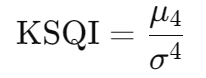 KSQI = μ₄ / σ⁴